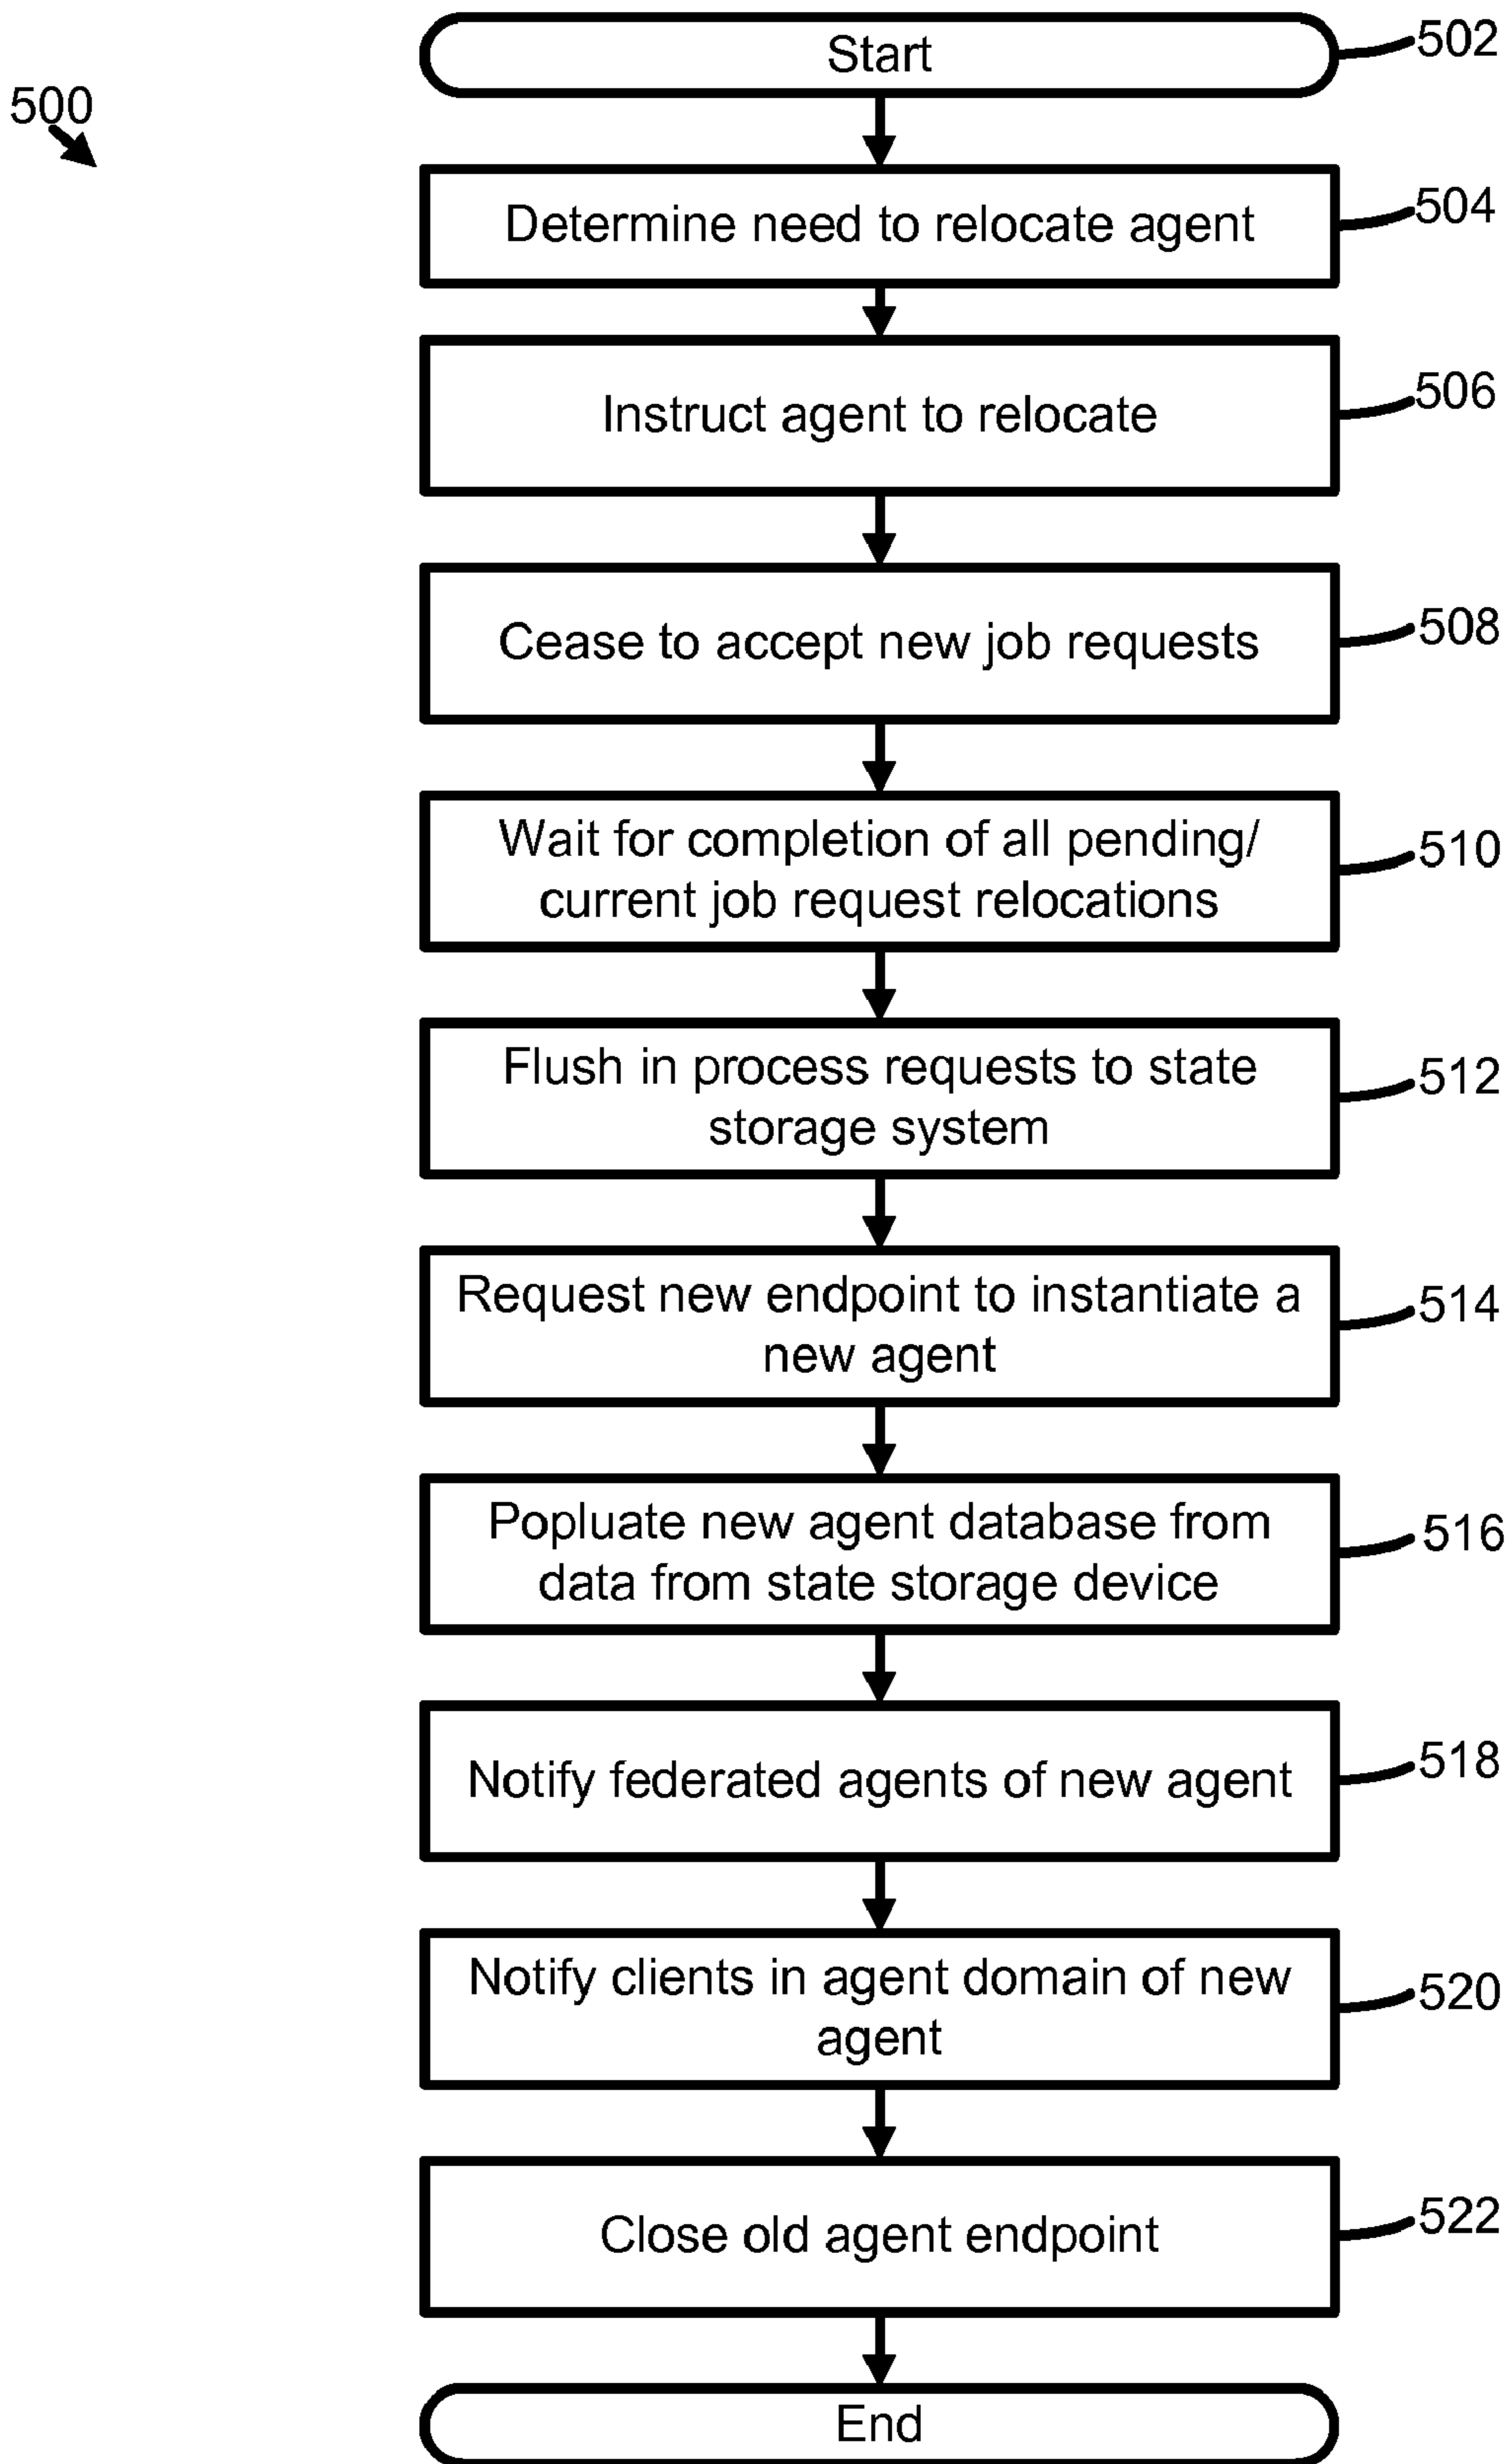 Start
502
500
Determine need to relocate agent
504
Instruct agent to relocate
506
Cease to accept new job requests
508
Wait for completion of all pending/
current job request relocations
510
Flush in process requests to state
storage system
512
Request new endpoint to instantiate a
new agent
514
Popluate new agent database from
data from state storage device
516
Notify federated agents of new agent
518
Notify clients in agent domain of new
agent
520
Close old agent endpoint
522
End